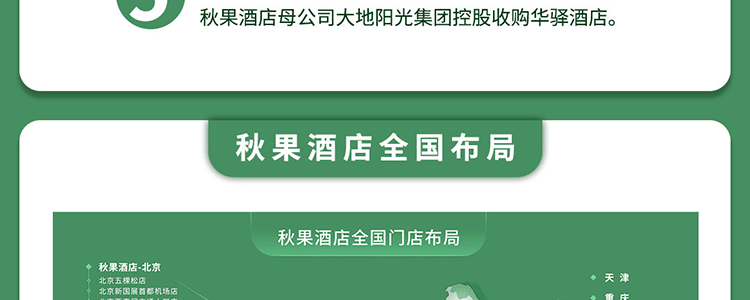 秋果酒店母公司大地阳光集团控股收购华驿酒店。
秋果酒店全国布局
秋果酒店全国门店布局
秋果酒店-北京
北京五棵松店
北京新国展首都机场店
天津
重庆